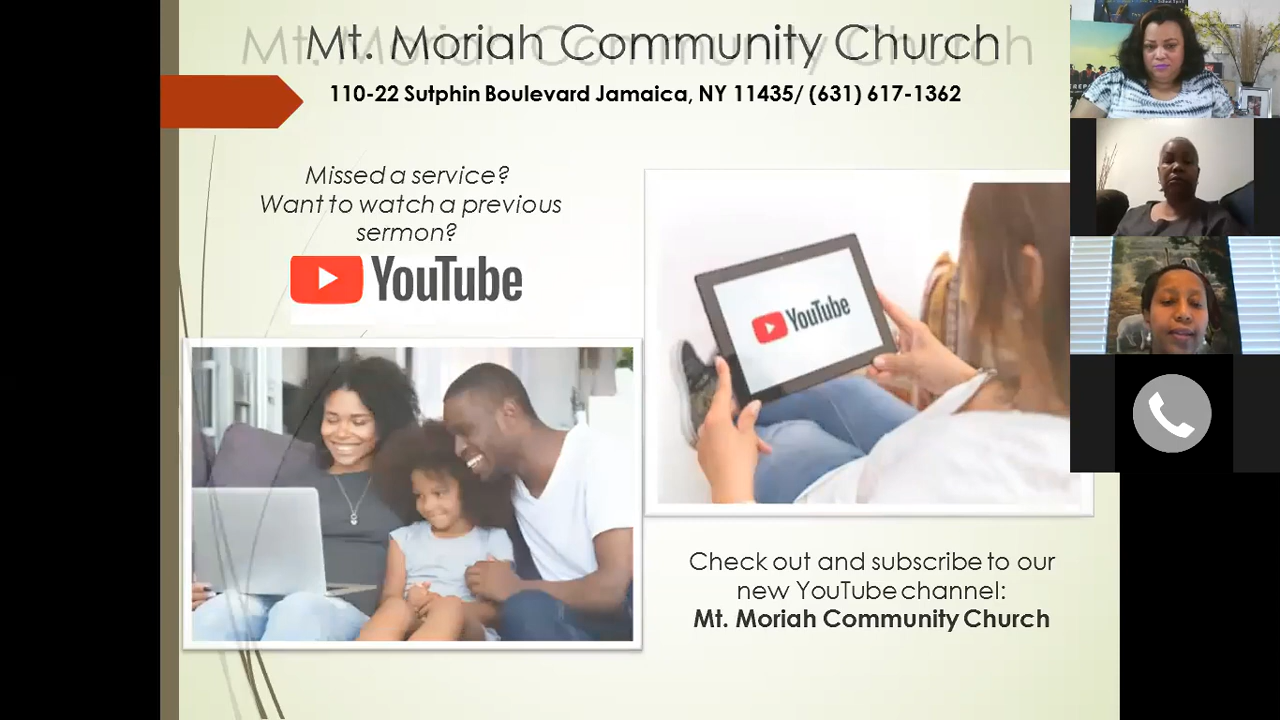 Mt. Moriah Community Church
110-22 Sutphin Boulevard Jamaica, NY 11435/ (631) 617-1362
Missed a service?
Want to watch a previous
sermon?
YouTube
YouTube
Check out and subscribe to our
new YouTube channel:
Mt. Moriah Community Church